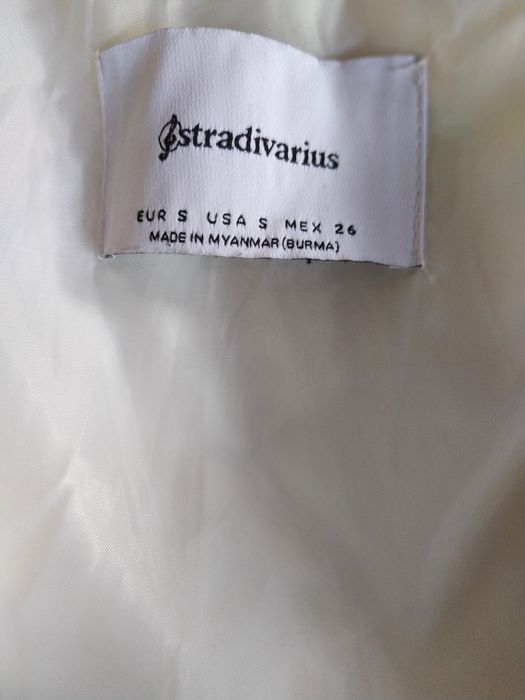 stradivarius
EUR S USA S MEX 26
MADE IN MYANMAR (BURMA)